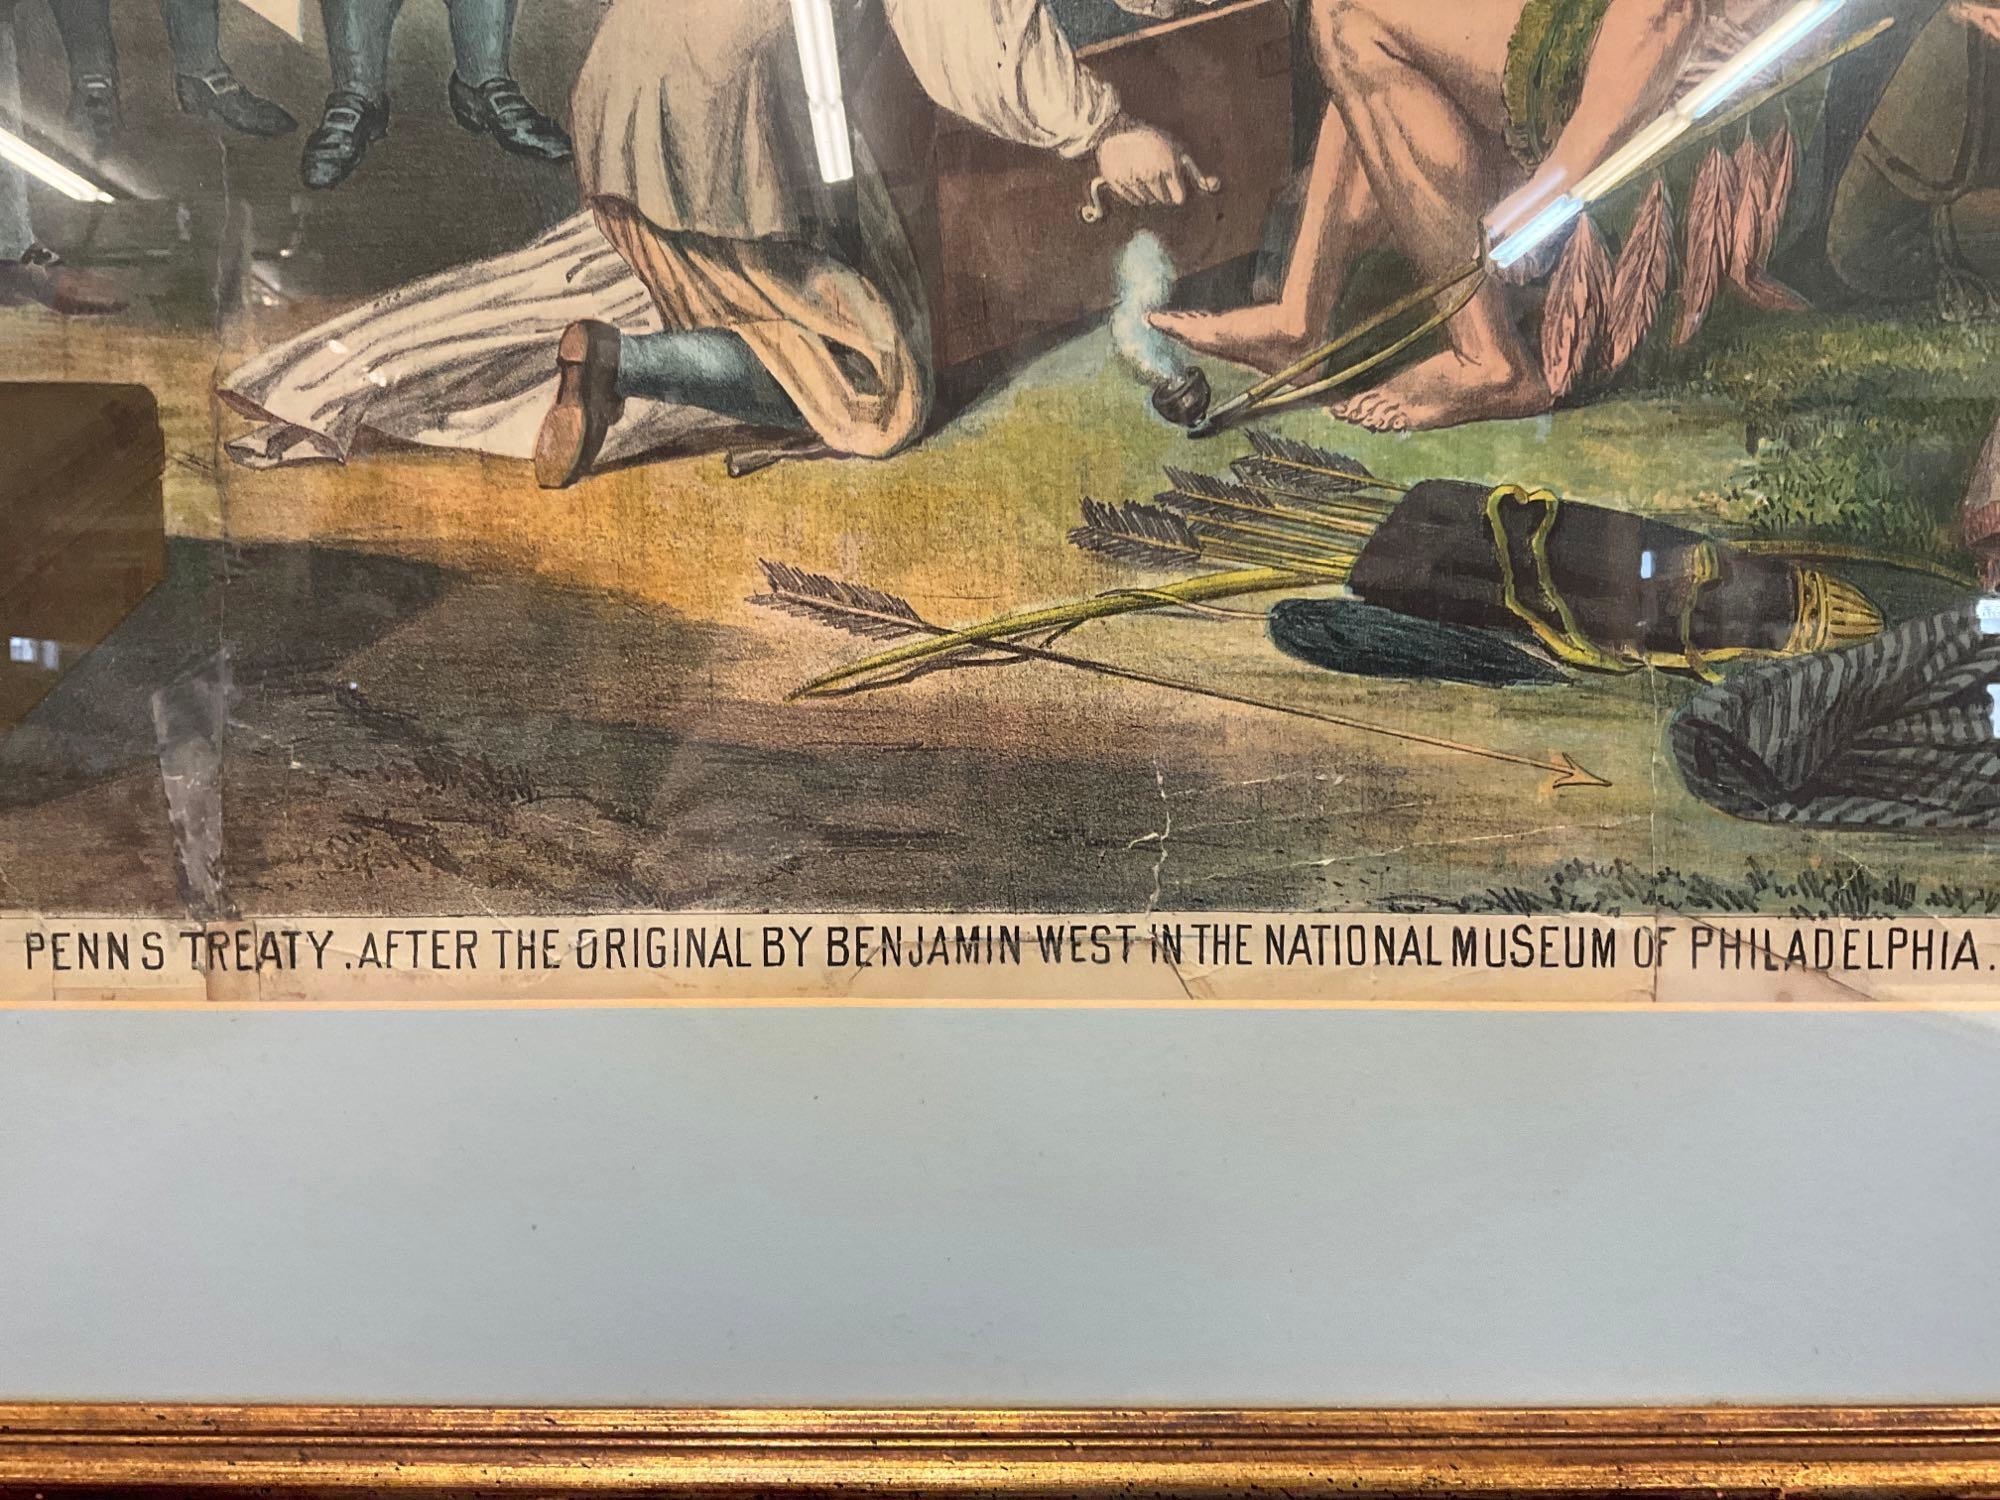 PENNS TREATY. AFTER THE ORIGINAL BY BENJAMIN WEST IN THE NATIONAL MUSEUM OF PHILADELPHIA.